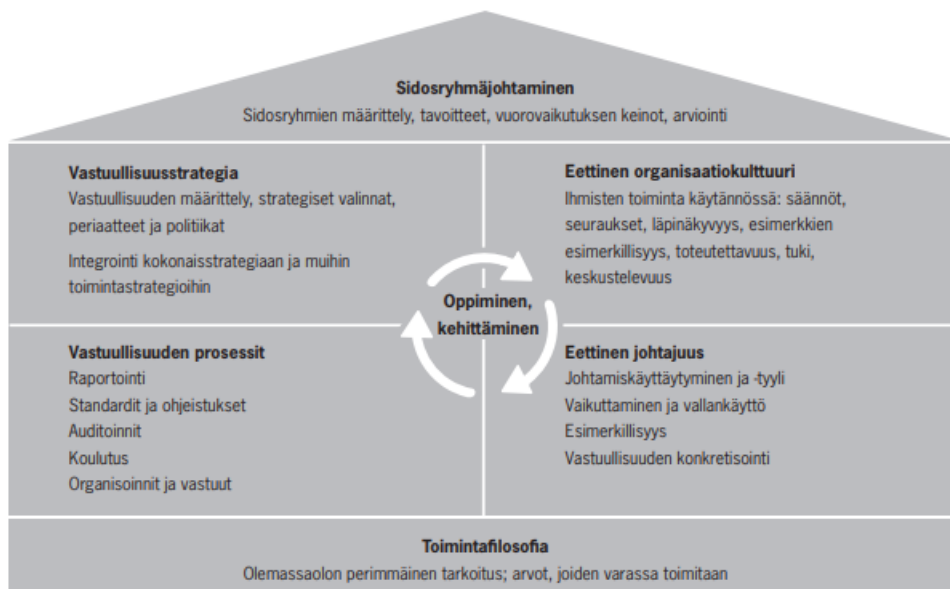 Sidosryhmäjohtaminen
Sidosryhmien määrittely, tavoitteet, vuorovaikutuksen keinot, arviointi
Vastuullisuusstrategia
Vastuullisuuden määrittely, strategiset valinnat,
periaatteet ja politiikat
Integrointi kokonaisstrategiaan ja muihin
toimintastrategioihin
Eettinen organisaatiokulttuuri
Ihmisten toiminta käytännössä: säännöt,
seuraukset, läpinäkyvyys, esimerkkien
esimerkillisyys, toteutettavuus, tuki,
keskustelevuus
Oppiminen,
kehittäminen
Vastuullisuuden prosessit
Raportointi
Standardit ja ohjeistukset
Auditoinnit
Koulutus
Organisoinnit ja vastuut
Eettinen johtajuus
Johtamiskäyttäytyminen ja -tyyli
Vaikuttaminen ja vallankäyttö
Esimerkillisyys
Vastuullisuuden konkretisointi
Toimintafilosofia
Olemassaolon perimmäinen tarkoitus; arvot, joiden varassa toimitaan